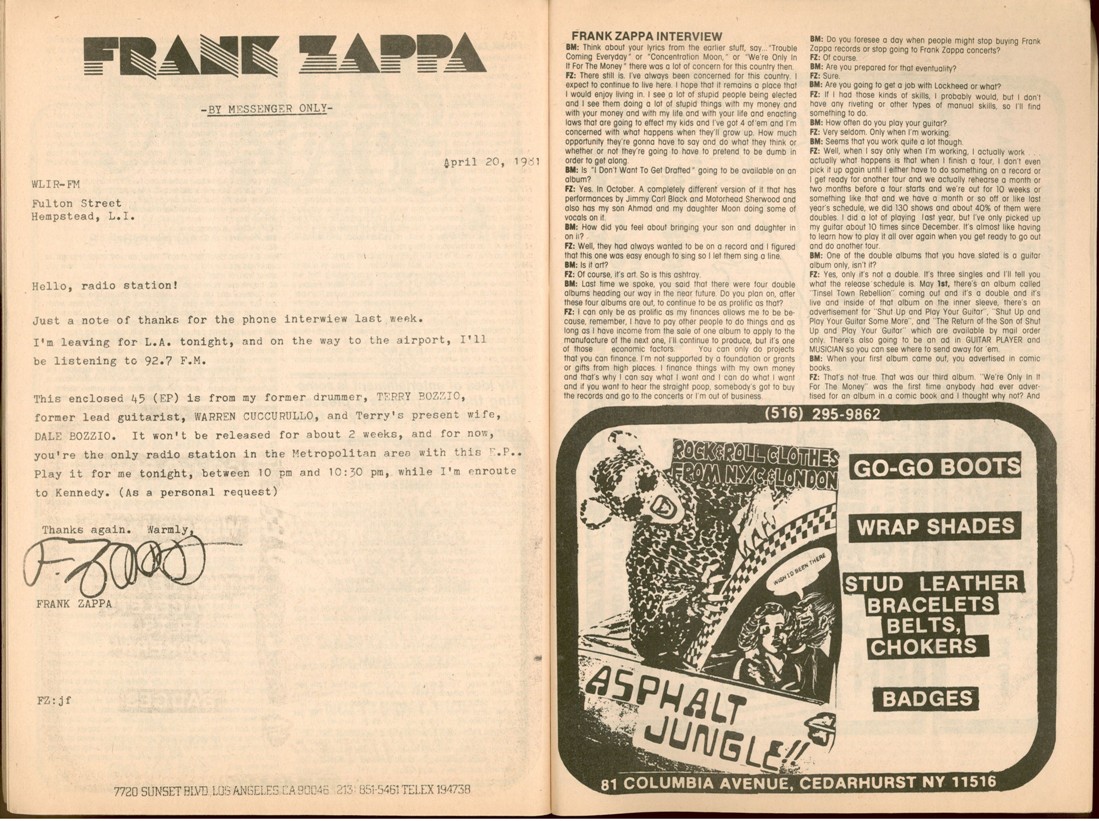 FRANK ZAPPA
-BY MESSENGER ONLY-
April 20, 1981
WLIR-FM
Fulton Street
Hempstead, L.I.
Hello, radio station!
Just a note of thanks for the phone interwiew last week.
I'm leaving for L.A. tonight, and on the way to the airport, I'll
be listening to 92.7 F.M.
This enclosed 45 (EP) is from my former drummer, TERRY BOZZIO,
former lead guitarist, WARREN CUCCURULLO, and Terry's present wife,
DALE BOZZIO.  It won't be released for about 2 weeks, and for now,
you're the only radio station in the Metropolitan area with this E.P..
Play it for me tonight, between 10 pm and 10:30 pm, while I'm enroute
to Kennedy. (As a personal request)
Thanks again.  Warmly,
F. Zappa
FRANK ZAPPA
FZ:jf
7720 SUNSET BLVD. LOS ANGELES, CA 90046 213· 851-5461 TELEX 194738
FRANK ZAPPA INTERVIEW
BM: Think about your lyrics from the earlier stuff, say... "Trouble
Coming Everyday" or "Concentration Moon," or "We're Only In
It For The Money" there was a lot of concern for this country then.
FZ: There still is. I've always been concerned for this country. I
expect to continue to live here. I hope that it remains a place that
I would enjoy living in. I see a lot of stupid people being elected
and I see them doing a lot of stupid things with my money and
with your money and with my life and with your life and enacting
laws that are going to effect my kids and I've got 4 of'em and I'm
concerned with what happens when they'll grow up. How much
opportunity they're gonna have to say and do what they think or
whether or not they're going to have to pretend to be dumb in
order to get along.
BM: Is "I Don't Want To Get Drafted" going to be available on an
album?
FZ: Yes. In October. A completely different version of it that has
performances by Jimmy Carl Black and Motorhead Sherwood and
also has my son Ahmad and my daughter Moon doing some of
vocals on it.
BM: How did you feel about bringing your son and daughter in
on it?
FZ: Well, they had always wanted to be on a record and I figured
that this one was easy enough to sing so I let them sing a line.
BM: Is it art?
FZ: Of course, it's art. So is this ashtray.
BM: Last time we spoke, you said that there were four double
albums heading our way in the near future. Do you plan on, after
these four albums are out, to continue to be as prolific as that?
FZ: I can only be as prolific as my finances allows me to be be-
cause, remember, I have to pay other people to do things and as
long as I have income from the sale of one album to apply to the
manufacture of the next one, I'll continue to produce, but it's one
of those economic factors. You can only do projects
that you can finance. I'm not supported by a foundation or grants
or gifts from high places. I finance things with my own money
and that's why I can say what I want and I can do what I want
and if you want to hear the straight poop, somebody's got to buy
the records and go to the concerts or I'm out of business.
BM: Do you foresee a day when people might stop buying Frank
Zappa records or stop going to Frank Zappa concerts?
FZ: Of course.
BM: Are you prepared for that eventuality?
FZ: Sure.
BM: Are you going to get a job with Lockheed or what?
FZ: If I had those kinds of skills, I probably would, but I don't
have any riveting or other types of manual skills, so I'll find
something to do.
BM: How often do you play your guitar?
FZ: Very seldom. Only when I'm working.
BM: Seems that you work quite a lot though.
FZ: Well, when I say only when I'm working, I actually work . . .
actually what happens is that when I finish a tour, I don't even
pick it up again until I either have to do something on a record or
I get ready for another tour and we actually rehearse a month or
two months before a tour starts and we're out for 10 weeks or
something like that and we have a month or so off or like last
year's schedule, we did 130 shows and about 40% of them were
doubles. I did a lot of playing last year, but I've only picked up
my guitar about 10 times since December. It's almost like having
to learn how to play it all over again when you get ready to go out
and do another tour.
BM: One of the double albums that you have slated is a guitar
album only, isn't it?
FZ: Yes, only it's not a double. It's three singles and I'll tell you
what the release schedule is. May 1st, there's an album called
"Tinsel Town Rebellion" coming out and it's a double and it's
live and inside of that album on the inner sleeve, there's an
advertisement for "Shut Up and Play Your Guitar", "Shut Up and
Play Your Guitar Some More", and "The Return of the Son of Shut
Up and Play Your Guitar" which are available by mail order
only. There's also going to be an ad in GUITAR PLAYER and
MUSICIAN so you can see where to send away for 'em.
BM: When your first album came out, you advertised in comic
books.
FZ: That's not true. That was our third album. "We're Only In It
For The Money" was the first time anybody had ever adver-
tised for an album in a comic book and I thought why not? And
(516) 295-9862
ROCK & ROLL CLOTHES
FROM N.Y.C. & LONDON
WISH I'D BEEN THERE
ASPHALT
JUNGLE!!
GO-GO BOOTS
WRAP SHADES
STUD LEATHER
BRACELETS
BELTS,
CHOKERS
BADGES
81 COLUMBIA AVENUE, CEDARHURST NY 11516